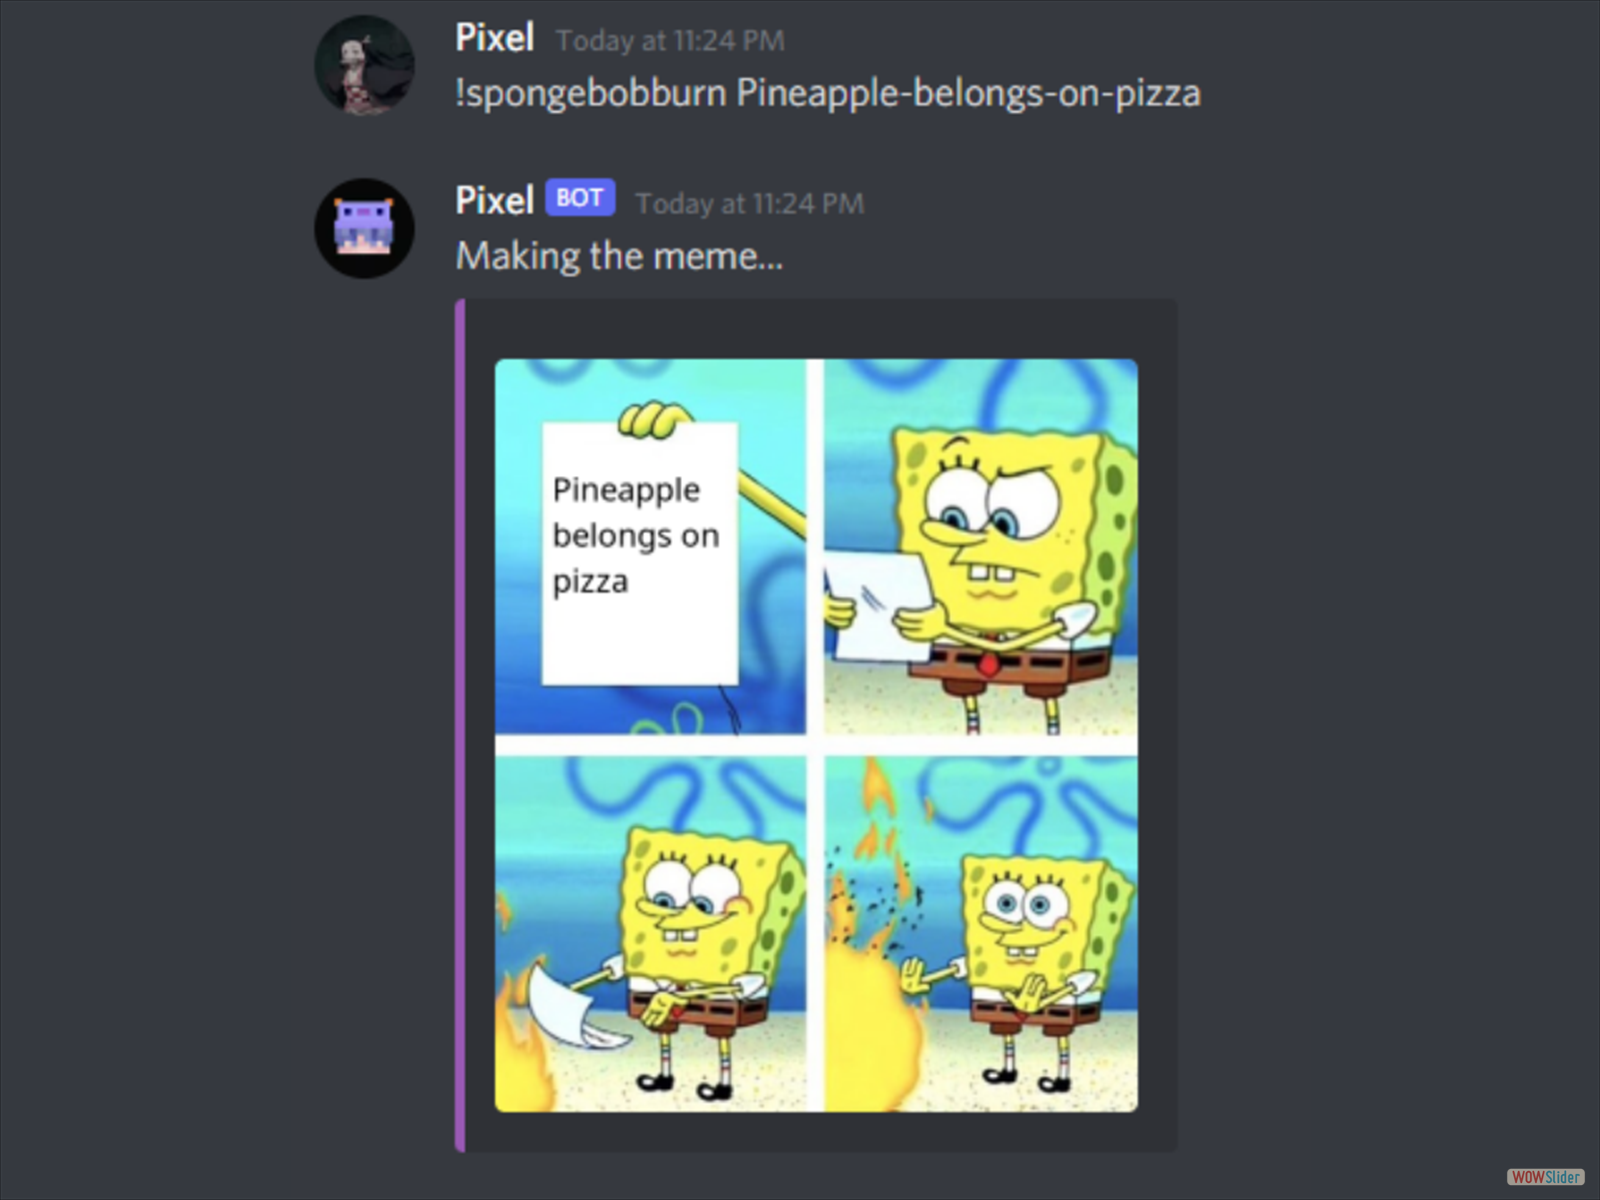 Pixel Today at 11:24 PM
!spongebobburn Pineapple-belongs-on-pizza
Pixel BOT Today at 11:24 PM
Making the meme...
Pineapple
belongs on
pizza
WOWSlider